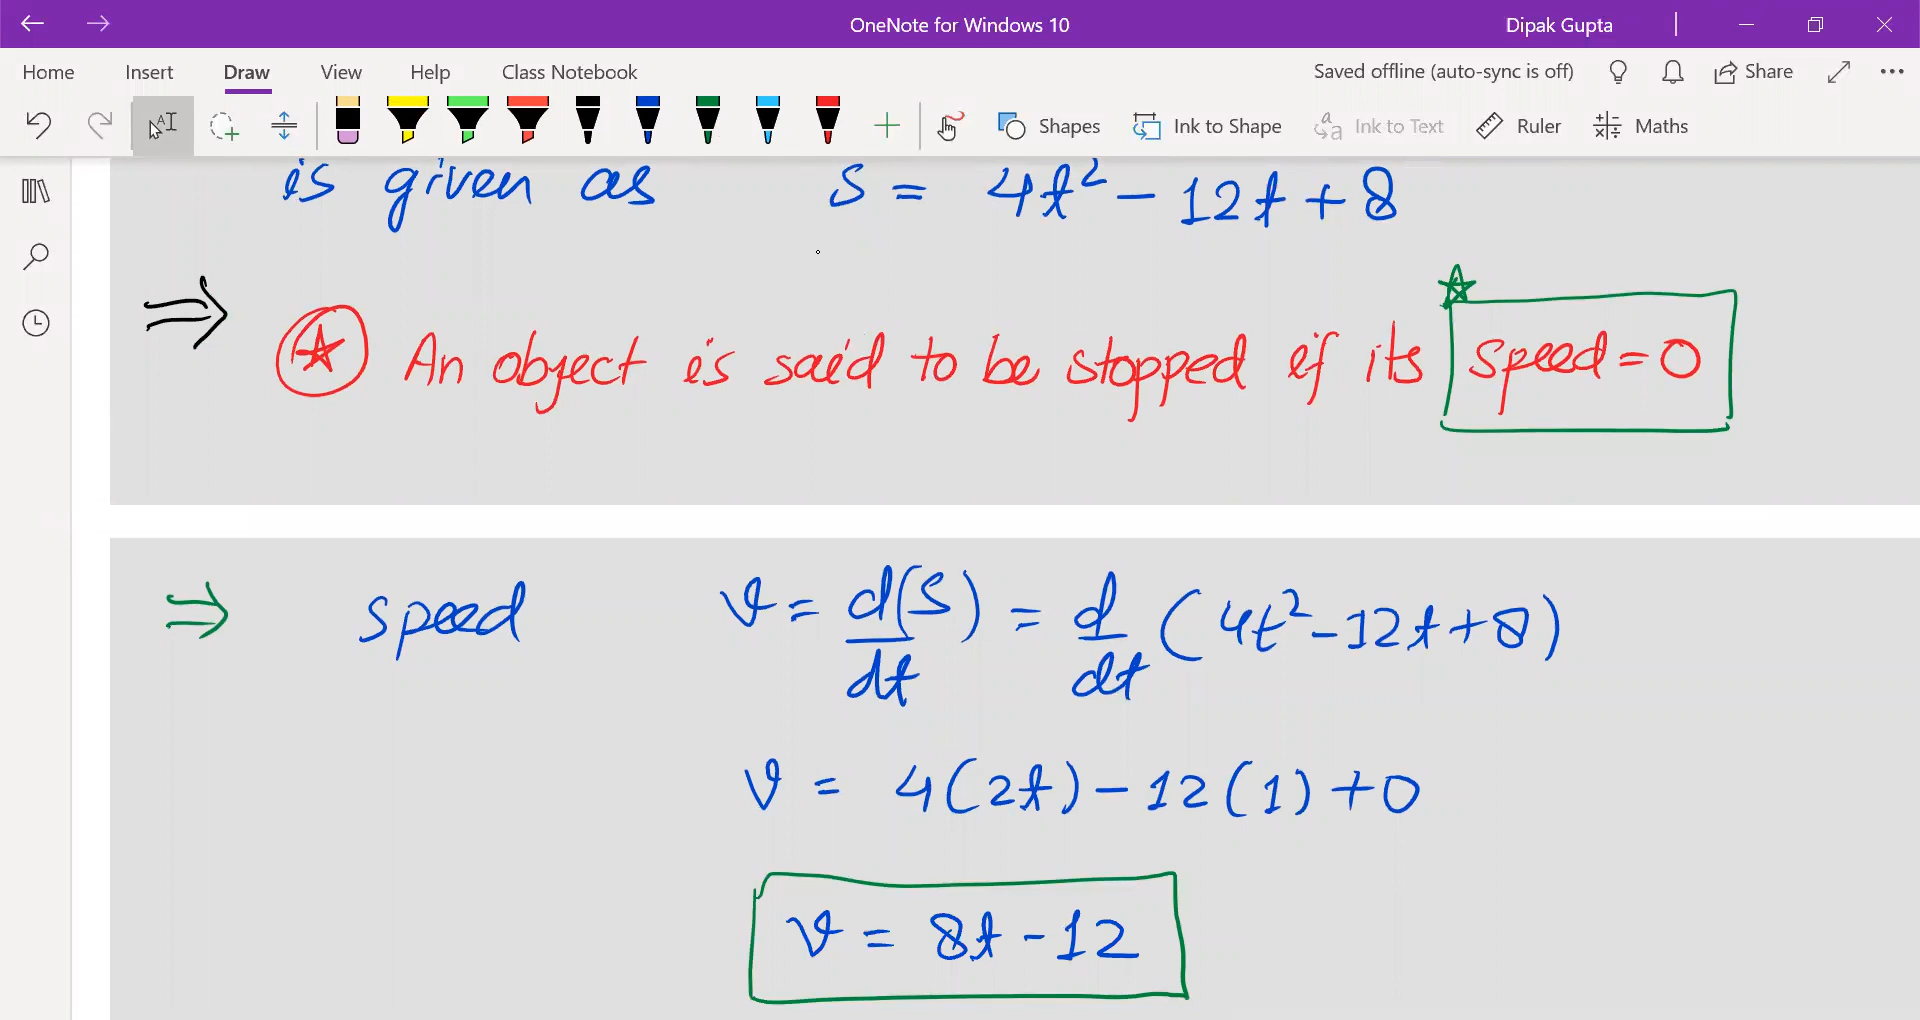 OneNote for Windows 10
Dipak Gupta
Home Insert Draw View Help Class Notebook
Saved offline (auto-sync is off) Share
Shapes Ink to Shape Ink to Text Ruler Maths
is given as S = 4t² - 12t + 8
⇒ ☆ An object is said to be stopped if its speed = 0
⇒ speed v = d(S)/dt = d/dt (4t² - 12t + 8)
v = 4(2t) - 12(1) + 0
v = 8t - 12